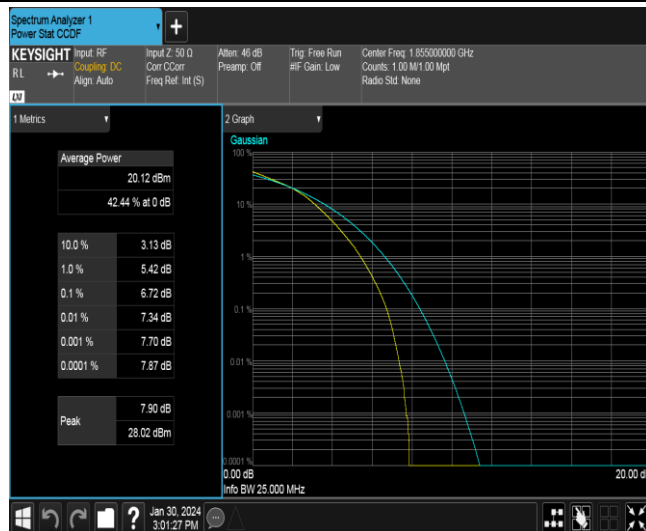 Spectrum Analyzer 1
Power Stat CCDF
+
KEYSIGHT
RL
Input: RF
Coupling: DC
Align: Auto
Input Z: 50 Ω
Corr CCorr
Freq Ref: Int (S)
Atten: 46 dB
Preamp: Off
Trig: Free Run
#IF Gain: Low
Center Freq: 1.855000000 GHz
Counts: 1.00 M/1.00 Mpt
Radio Std: None
1 Metrics
Average Power
20.12 dBm
42.44 % at 0 dB
10.0 % 3.13 dB
1.0 % 5.42 dB
0.1 % 6.72 dB
0.01 % 7.34 dB
0.001 % 7.70 dB
0.0001 % 7.87 dB
Peak
7.90 dB
28.02 dBm
2 Graph
Gaussian
100 %
10 %
1 %
0.1 %
0.01 %
0.001 %
0.0001 %
0.00 dB
20.00 d
Info BW 25.000 MHz
?
Jan 30, 2024
3:01:27 PM